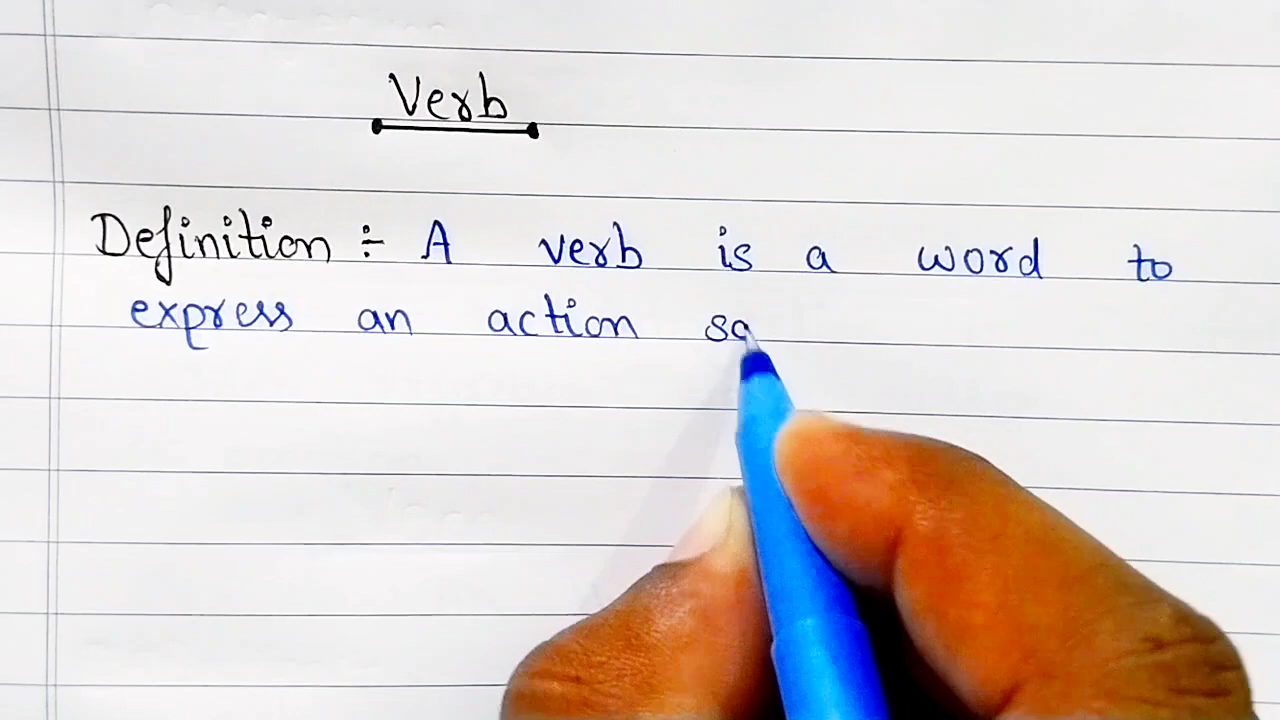 Verb
Definition ÷ A verb is a word to
express an action